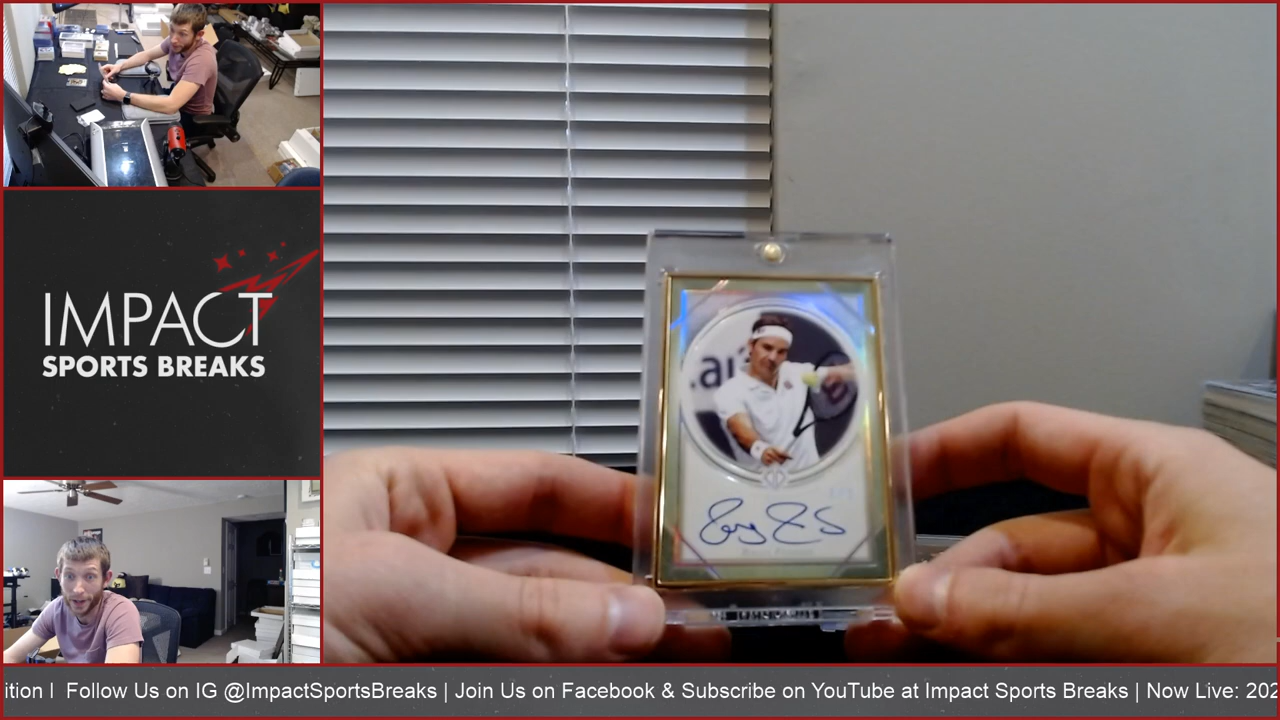 IMPACT
SPORTS BREAKS
ition | Follow Us on IG @ImpactSportsBreaks | Join Us on Facebook & Subscribe on YouTube at Impact Sports Breaks | Now Live: 202